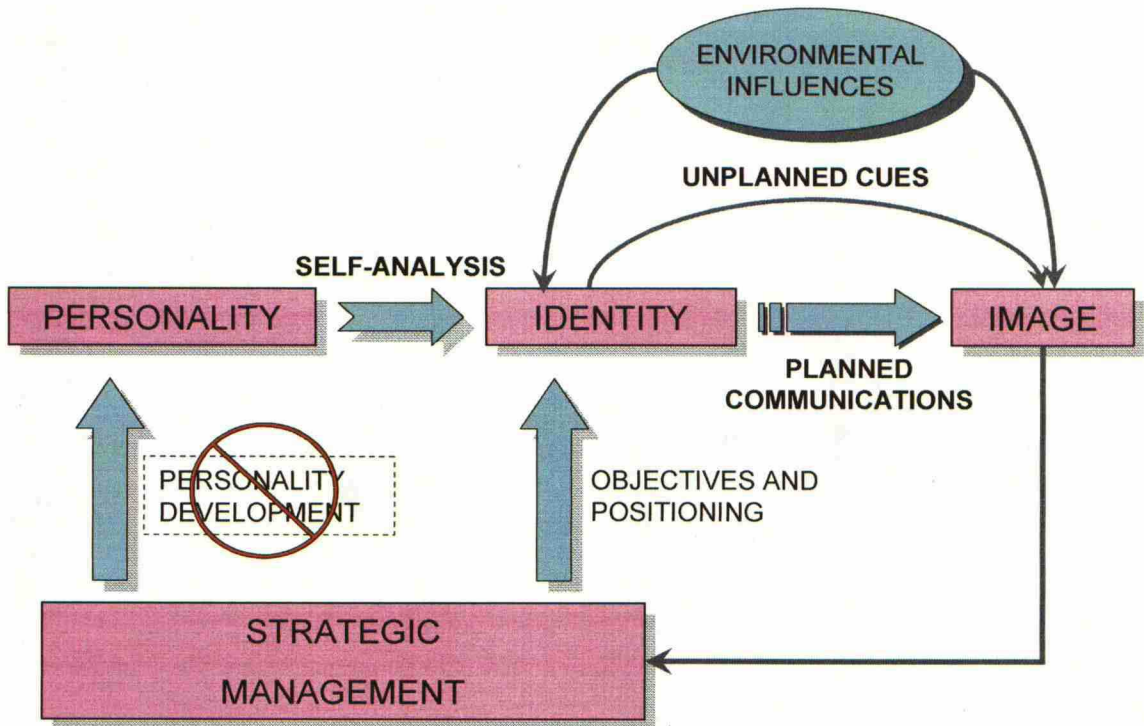 ENVIRONMENTAL
INFLUENCES
UNPLANNED CUES
SELF-ANALYSIS
PERSONALITY
IDENTITY
IMAGE
PLANNED
COMMUNICATIONS
PERSONALITY
DEVELOPMENT
OBJECTIVES AND
POSITIONING
STRATEGIC
MANAGEMENT